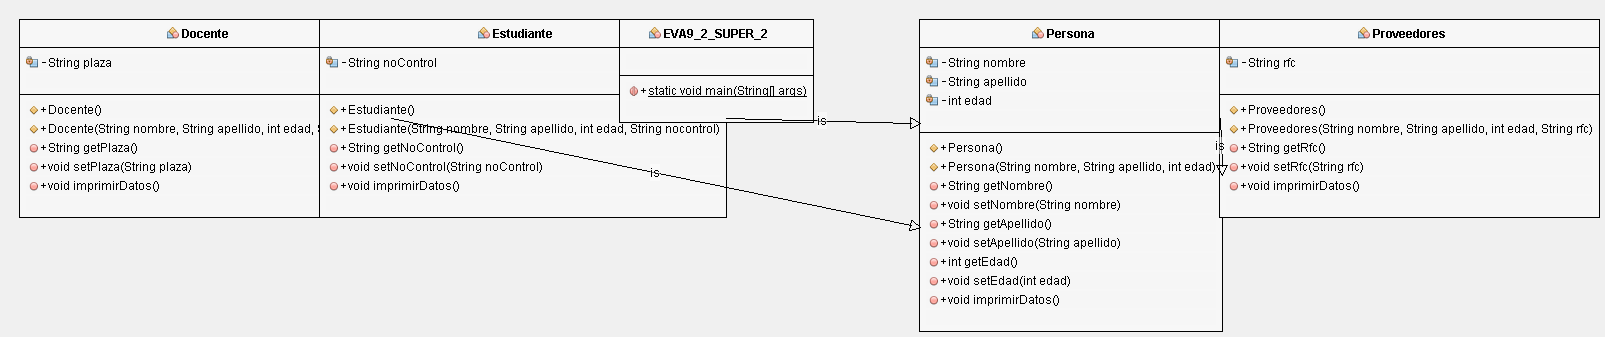 Docente
- String plaza
+ Docente()
+ Docente(String nombre, String apellido, int edad,
+ String getPlaza()
+ void setPlaza(String plaza)
+ void imprimirDatos()
Estudiante
- String noControl
+ Estudiante()
+ Estudiante(String nombre, String apellido, int edad, String nocontrol)
+ String getNoControl()
+ void setNoControl(String noControl)
+ void imprimirDatos()
EVA9_2_SUPER_2
+ static void main(String[] args)
is
is
Persona
- String nombre
- String apellido
- int edad
+ Persona()
+ Persona(String nombre, String apellido, int edad)
+ String getNombre()
+ void setNombre(String nombre)
+ String getApellido()
+ void setApellido(String apellido)
+ int getEdad()
+ void setEdad(int edad)
+ void imprimirDatos()
is
Proveedores
- String rfc
+ Proveedores()
+ Proveedores(String nombre, String apellido, int edad, String rfc)
+ String getRfc()
+ void setRfc(String rfc)
+ void imprimirDatos()